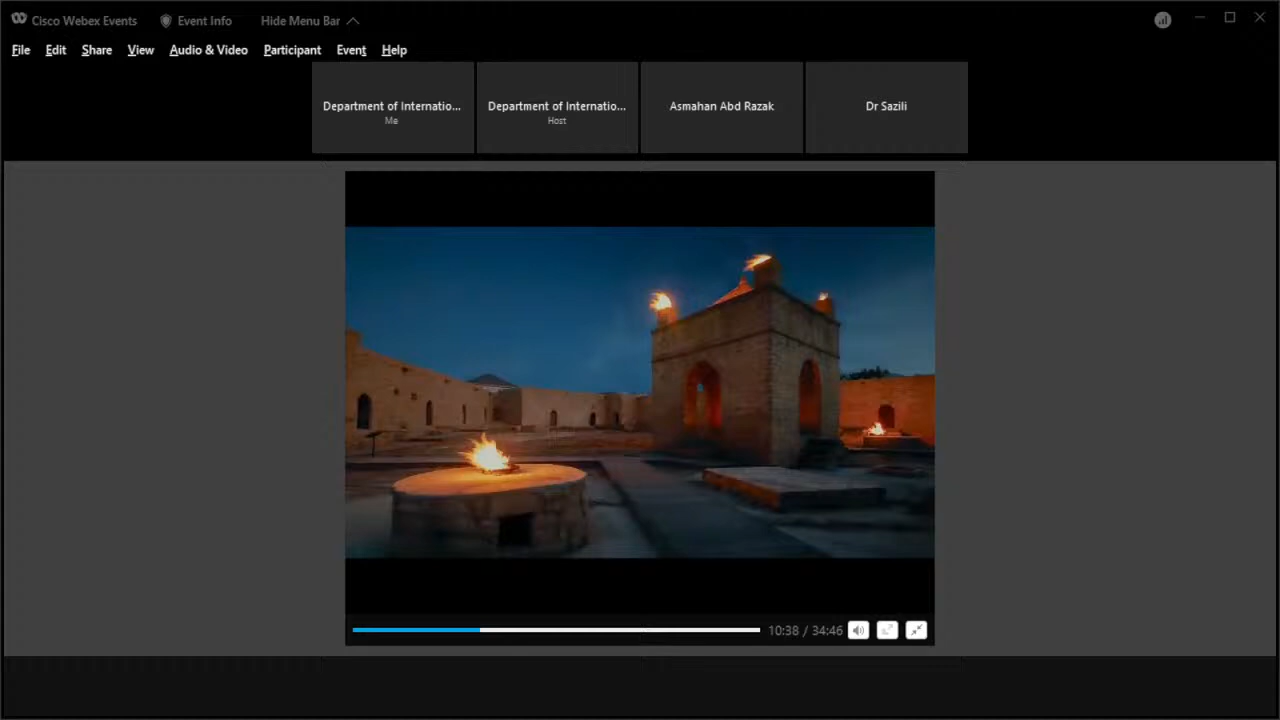 Cisco Webex Events Event Info Hide Menu Bar
File Edit Share View Audio & Video Participant Event Help
Department of Internatio... Department of Internatio... Asmahan Abd Razak Dr Sazili
Me Host
10:38 / 34:46